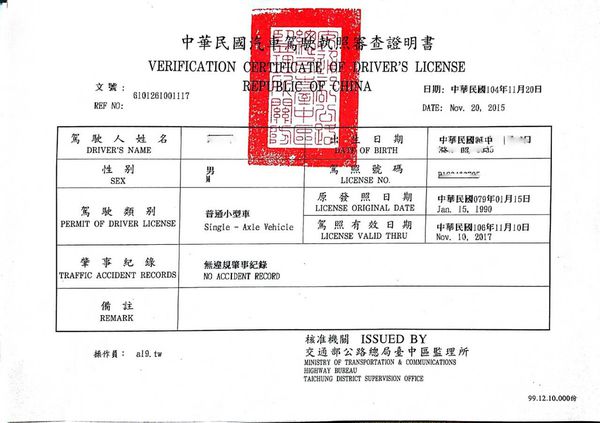 中華民國汽車駕駛執照審查證明書
VERIFICATION CERTIFICATE OF DRIVER'S LICENSE
REPUBLIC OF CHINA
文號: 6101261001117
REF NO:
日期: 中華民國104年11月20日
DATE: Nov. 20, 2015
駕駛人姓名
DRIVER'S NAME
出生日期
DATE OF BIRTH
中華民國
性別
SEX
男
M
駕照號碼
LICENSE NO.
駕駛類別
PERMIT OF DRIVER LICENSE
普通小型車
Single - Axle Vehicle
原發照日期
LICENSE ORIGINAL DATE
中華民國079年01月15日
Jan. 15, 1990
駕照有效日期
LICENSE VALID THRU
中華民國106年11月10日
Nov. 10, 2017
肇事紀錄
TRAFFIC ACCIDENT RECORDS
無違規肇事紀錄
NO ACCIDENT RECORD
備註
REMARK
操作員: a19.tw
核准機關 ISSUED BY
交通部公路總局臺中區監理所
MINISTRY OF TRANSPORTATION & COMMUNICATIONS
HIGHWAY BUREAU
TAICHUNG DISTRICT SUPERVISION OFFICE
99.12.10.000份